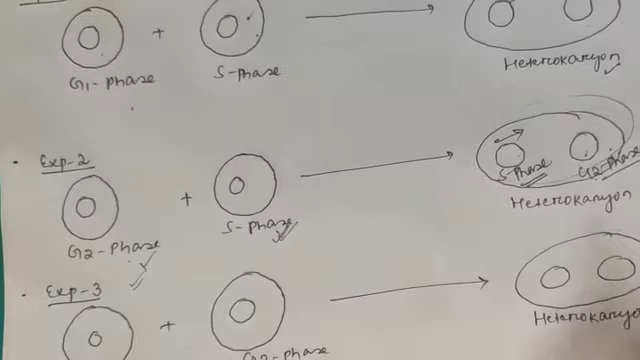 +
G1-Phase
S-Phase
Heterokaryon
Exp-2
+
S-Phase
G2-Phase
G2-Phase
S-Phase
Heterokaryon
Exp-3
+
G2-Phase
Heterokaryon